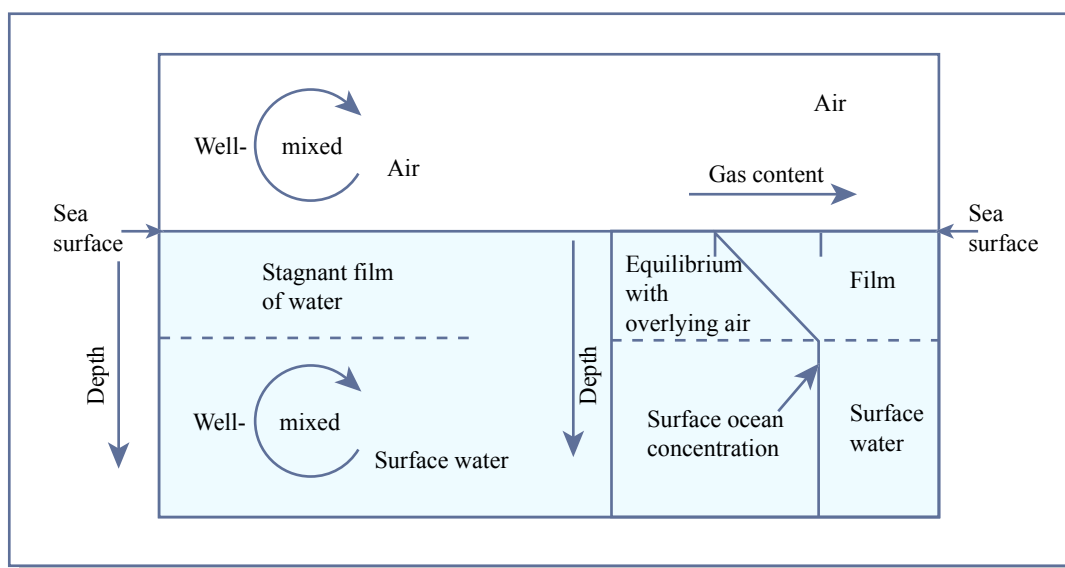 Air
Well- mixed
Air
Gas content
Sea
surface
Sea
surface
Stagnant film
of water
Equilibrium
with
overlying air
Film
Depth
Depth
Well- mixed
Surface water
Surface ocean
concentration
Surface
water